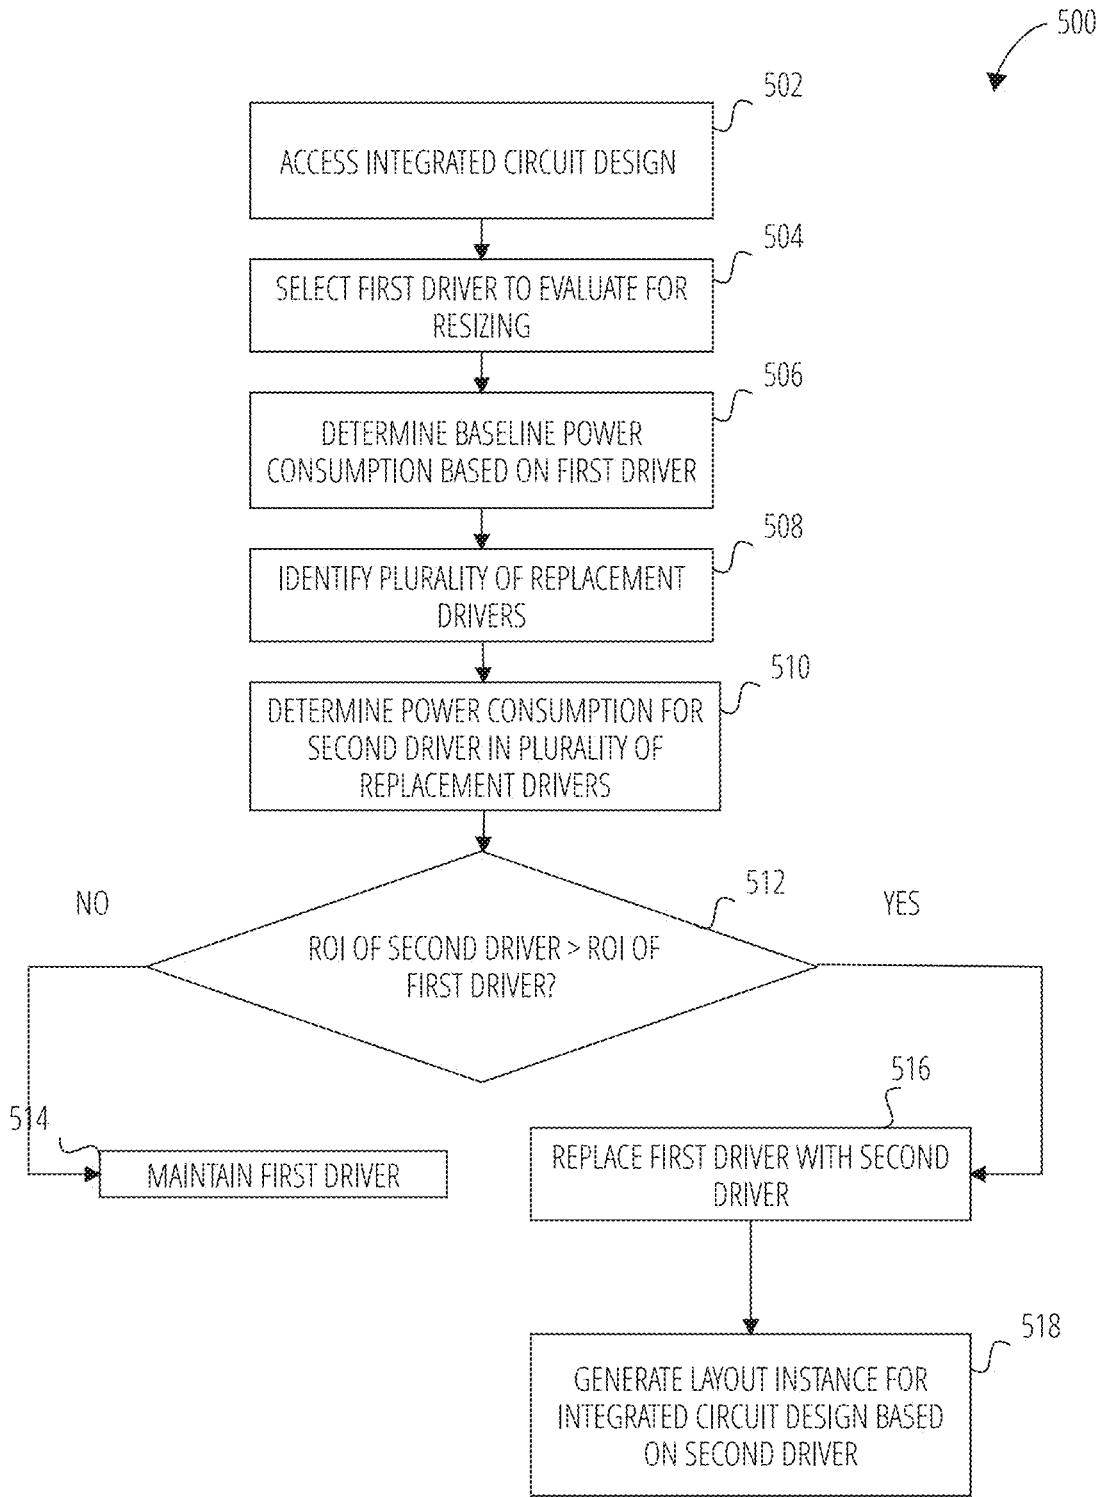 500
502
ACCESS INTEGRATED CIRCUIT DESIGN
504
SELECT FIRST DRIVER TO EVALUATE FOR
RESIZING
506
DETERMINE BASELINE POWER
CONSUMPTION BASED ON FIRST DRIVER
508
IDENTIFY PLURALITY OF REPLACEMENT
DRIVERS
510
DETERMINE POWER CONSUMPTION FOR
SECOND DRIVER IN PLURALITY OF
REPLACEMENT DRIVERS
512
NO
YES
ROI OF SECOND DRIVER > ROI OF
FIRST DRIVER?
514
MAINTAIN FIRST DRIVER
516
REPLACE FIRST DRIVER WITH SECOND
DRIVER
518
GENERATE LAYOUT INSTANCE FOR
INTEGRATED CIRCUIT DESIGN BASED
ON SECOND DRIVER